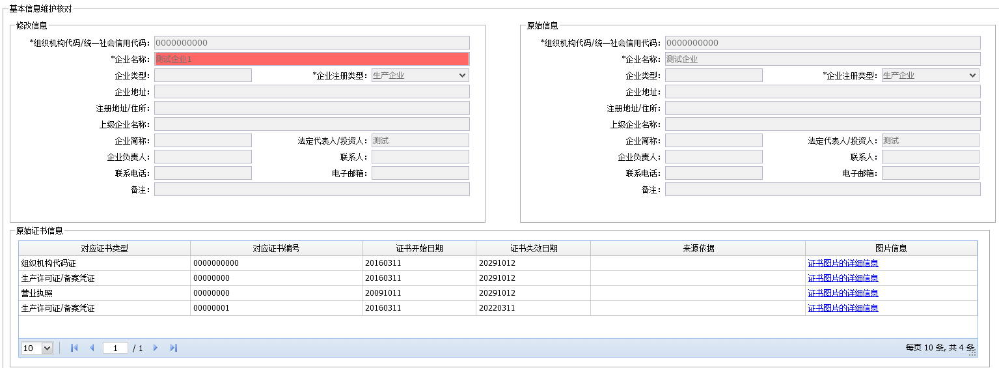 基本信息维护核对
修改信息
*组织机构代码/统一社会信用代码： 0000000000
*企业名称： 测试企业1
企业类型： *企业注册类型： 生产企业
企业地址：
注册地址/住所：
上级企业名称：
企业简称： 法定代表人/投资人： 测试
企业负责人： 联系人：
联系电话： 电子邮箱：
备注：
原始信息
*组织机构代码/统一社会信用代码： 0000000000
*企业名称： 测试企业
企业类型： *企业注册类型： 生产企业
企业地址：
注册地址/住所：
上级企业名称：
企业简称： 法定代表人/投资人： 测试
企业负责人： 联系人：
联系电话： 电子邮箱：
备注：
原始证书信息
对应证书类型 对应证书编号 证书开始日期 证书失效日期 来源依据 图片信息
组织机构代码证 0000000000 20160311 20291012 证书图片的详细信息
生产许可证/备案凭证 00000000 20160311 20291012 证书图片的详细信息
营业执照 00000000 20091011 20291012 证书图片的详细信息
生产许可证/备案凭证 00000001 20160311 20220311 证书图片的详细信息
10 1 / 1 每页 10 条, 共 4 条